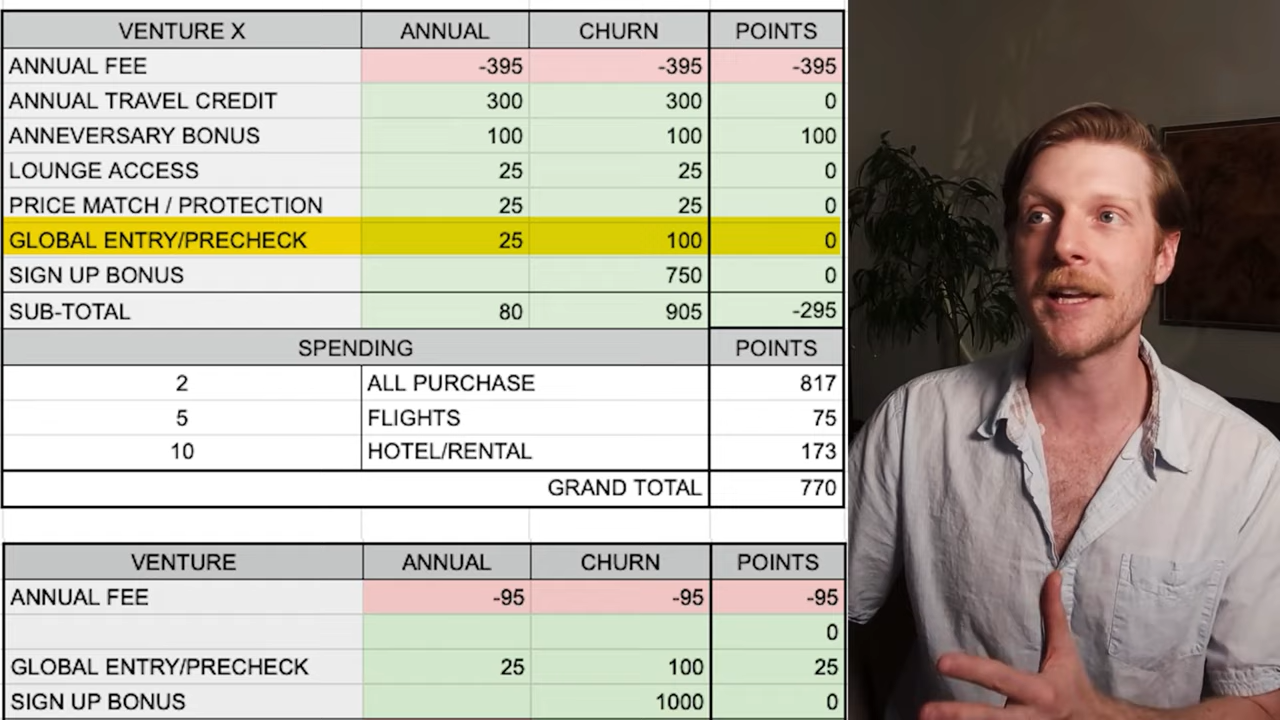 VENTURE X ANNUAL CHURN POINTS
ANNUAL FEE -395 -395 -395
ANNUAL TRAVEL CREDIT 300 300 0
ANNEVERSARY BONUS 100 100 100
LOUNGE ACCESS 25 25 0
PRICE MATCH / PROTECTION 25 25 0
GLOBAL ENTRY/PRECHECK 25 100 0
SIGN UP BONUS 750 0
SUB-TOTAL 80 905 -295
SPENDING POINTS
2 ALL PURCHASE 817
5 FLIGHTS 75
10 HOTEL/RENTAL 173
GRAND TOTAL 770
VENTURE ANNUAL CHURN POINTS
ANNUAL FEE -95 -95 -95
0
GLOBAL ENTRY/PRECHECK 25 100 25
SIGN UP BONUS 1000 0